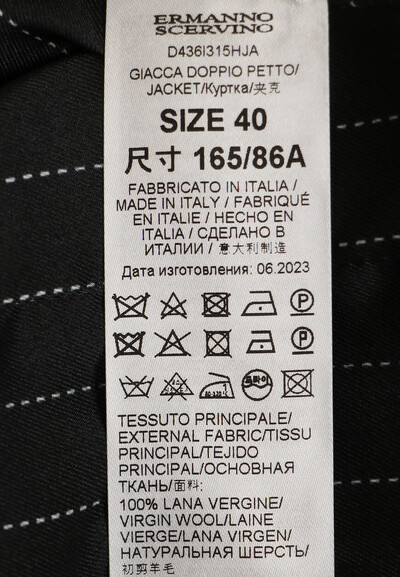 ERMANNO
SCERVINO
D436I315HJA
GIACCA DOPPIO PETTO/
JACKET/Куртка/夹克
SIZE 40
尺寸 165/86A
FABBRICATO IN ITALIA /
MADE IN ITALY / FABRIQUÉ
EN ITALIE / HECHO EN
ITALIA / СДЕЛАНО В
ИТАЛИИ / 意大利制造
Дата изготовления: 06.2023
P
P
드라이
TESSUTO PRINCIPALE/
EXTERNAL FABRIC/TISSU
PRINCIPAL/TEJIDO
PRINCIPAL/ОСНОВНАЯ
ТКАНЬ/面料:
100% LANA VERGINE/
VIRGIN WOOL/LAINE
VIERGE/LANA VIRGEN/
НАТУРАЛЬНАЯ ШЕРСТЬ/
初剪羊毛